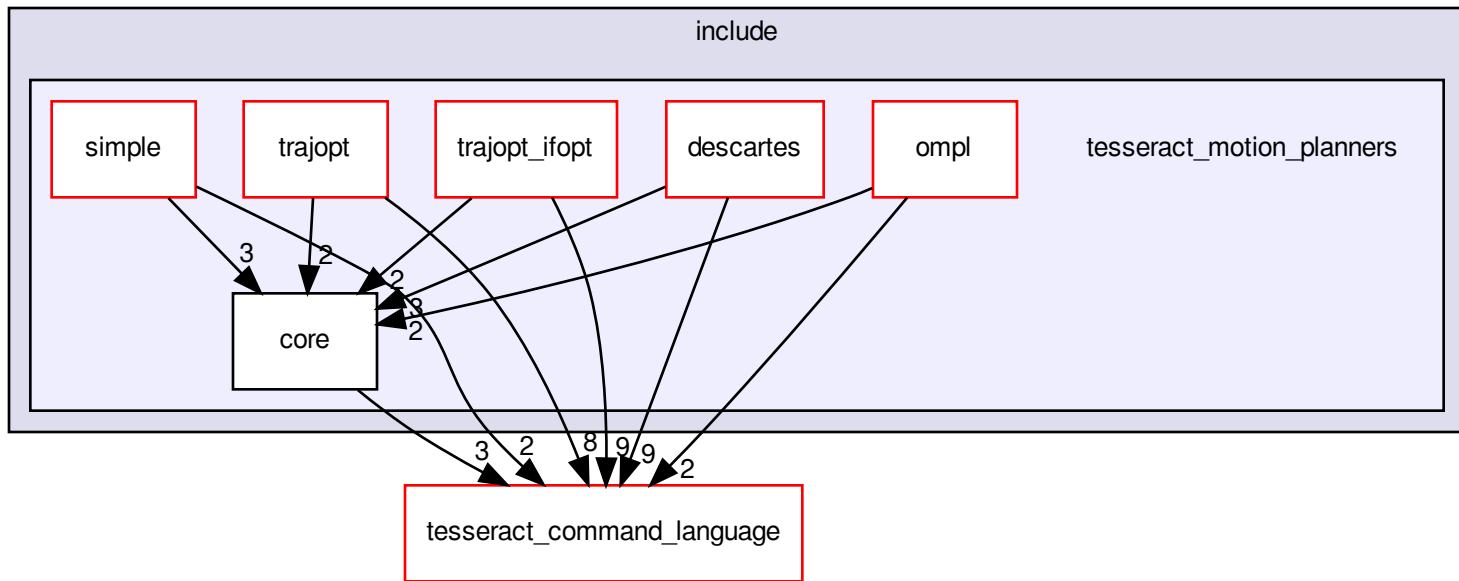 include
simple
trajopt
trajopt_ifopt
descartes
ompl
tesseract_motion_planners
3
2
2
3
2
core
3
2
8
9
9
2
tesseract_command_language